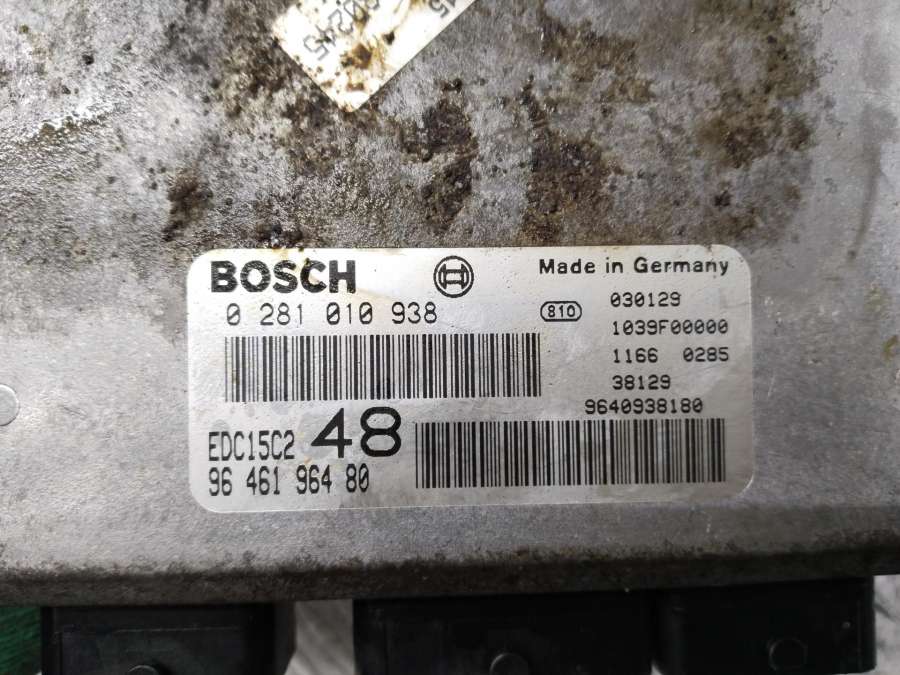 BOSCH
Made in Germany
0 281 010 938
810
030129
1039F00000
1166 0285
38129
9640938180
EDC15C2 48
96 461 964 80